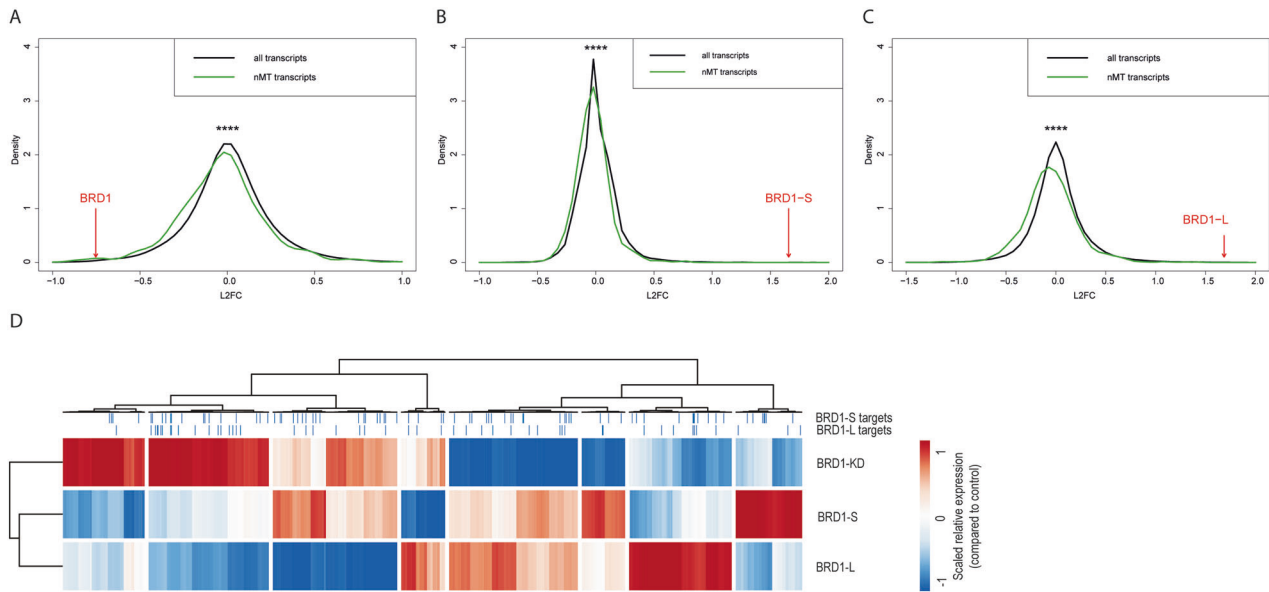 A
4
3
2
1
0
Density
−1.0
−0.5
0.0
0.5
1.0
L2FC
all transcripts
nMT transcripts
****
BRD1
B
4
3
2
1
0
Density
−1.0
−0.5
0.0
0.5
1.0
1.5
2.0
L2FC
all transcripts
nMT transcripts
****
BRD1−S
C
4
3
2
1
0
Density
−1.5
−1.0
−0.5
0.0
0.5
1.0
1.5
2.0
L2FC
all transcripts
nMT transcripts
****
BRD1−L
D
BRD1-S targets
BRD1-L targets
BRD1-KD
BRD1-S
BRD1-L
1
0
-1
Scaled relative expression
(compared to control)